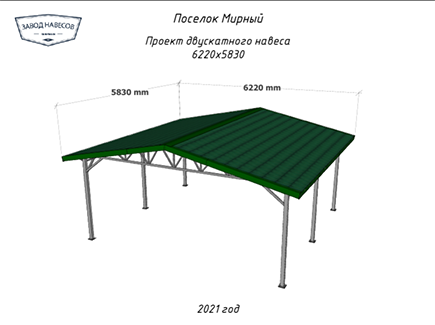 Поселок Мирный
ЗАВОД НАВЕСОВ
Проект двускатного навеса
6220x5830
5830 mm
6220 mm
2021 год